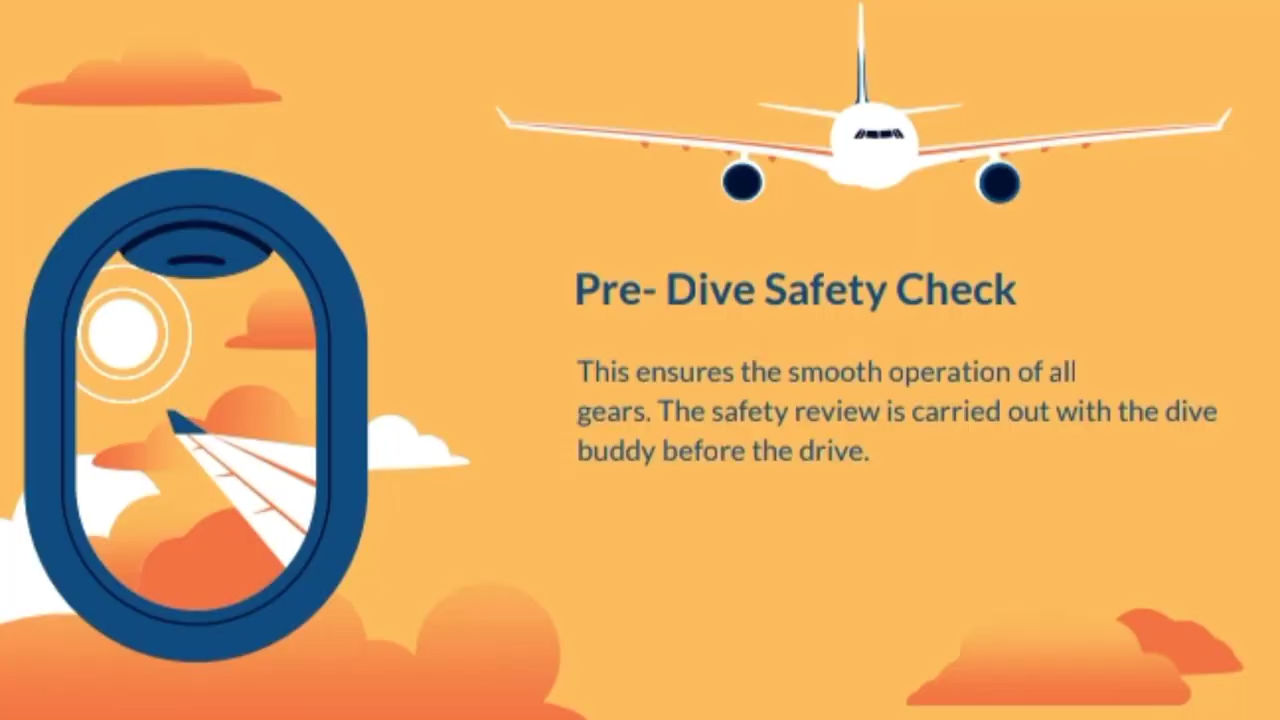 Pre- Dive Safety Check
This ensures the smooth operation of all
gears. The safety review is carried out with the dive
buddy before the drive.